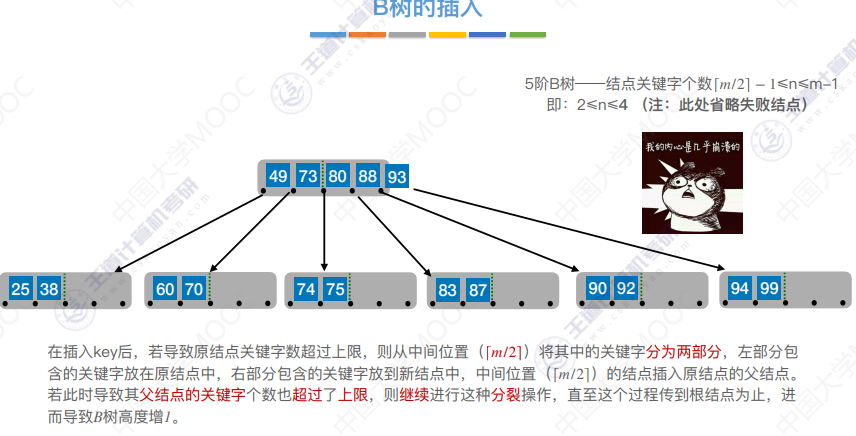 B树的插入
5阶B树——结点关键字个数⌈m/2⌉ − 1≤n≤m−1
即：2≤n≤4 （注：此处省略失败结点）
我的内心是几乎崩溃的
49 73 80 88 93
25 38 60 70 74 75 83 87 90 92 94 99
在插入key后，若导致原结点关键字数超过上限，则从中间位置（⌈m/2⌉）将其中的关键字分为两部分，左部分包
含的关键字放在原结点中，右部分包含的关键字放到新结点中，中间位置（⌈m/2⌉）的结点插入原结点的父结点。
若此时导致其父结点的关键字个数也超过了上限，则继续进行这种分裂操作，直至这个过程传到根结点为止，进
而导致B树高度增1。
中国大学MOOC
王道计算机考研